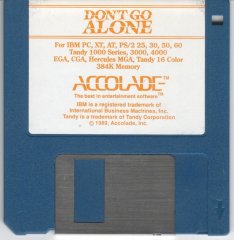 DON'T GO
ALONE
For IBM PC, XT, AT, PS/2 25, 30, 50, 60
Tandy 1000 Series, 3000, 4000
EGA, CGA, Hercules MGA, Tandy 16 Color
384K Memory
ACCOLADE™
The best in entertainment software™
IBM is a registered trademark of
International Business Machines, Inc.
Tandy is a trademark of Tandy Corporation
© 1989, Accolade, Inc.